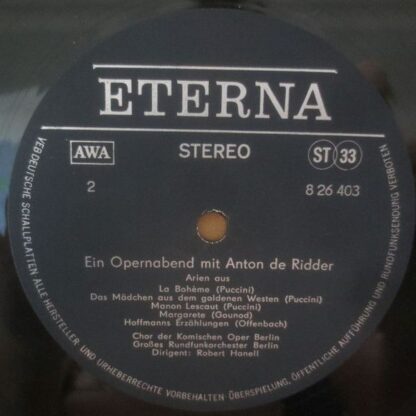 ETERNA
AWA
STEREO
ST 33
2
8 26 403
Ein Opernabend mit Anton de Ridder
Arien aus
La Bohème (Puccini)
Das Mädchen aus dem goldenen Westen (Puccini)
Manon Lescaut (Puccini)
Margarete (Gounod)
Hoffmanns Erzählungen (Offenbach)
Chor der Komischen Oper Berlin
Großes Rundfunkorchester Berlin
Dirigent: Robert Hanell
VEB DEUTSCHE SCHALLPLATTEN ALLE HERSTELLER- UND URHEBERRECHTE VORBEHALTEN ÜBERSPIELUNG, ÖFFENTLICHE AUFFÜHRUNG UND RUNDFUNKSENDUNG VERBOTEN